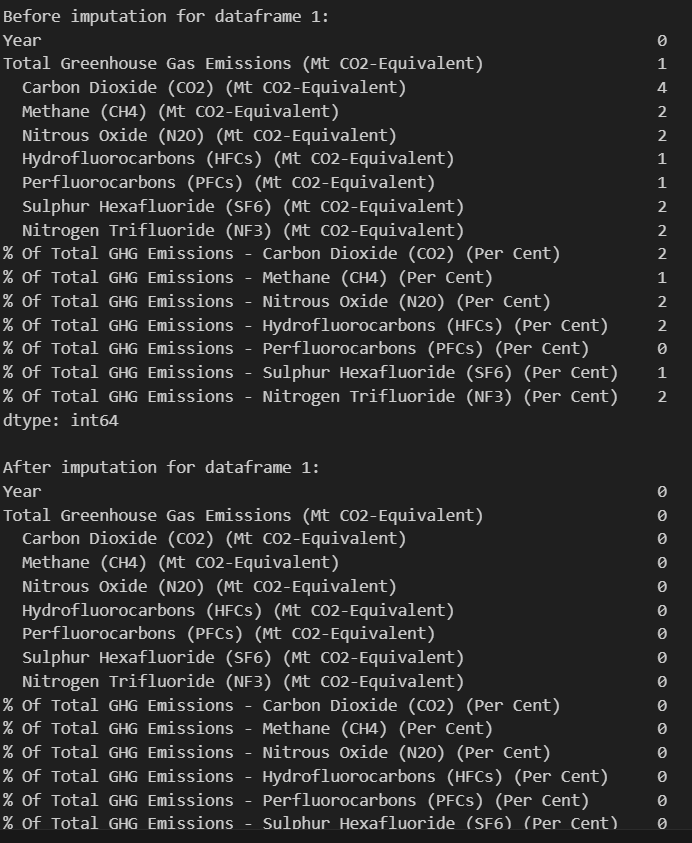 Before imputation for dataframe 1:
Year 0
Total Greenhouse Gas Emissions (Mt CO2-Equivalent) 1
  Carbon Dioxide (CO2) (Mt CO2-Equivalent) 4
  Methane (CH4) (Mt CO2-Equivalent) 2
  Nitrous Oxide (N2O) (Mt CO2-Equivalent) 2
  Hydrofluorocarbons (HFCs) (Mt CO2-Equivalent) 1
  Perfluorocarbons (PFCs) (Mt CO2-Equivalent) 1
  Sulphur Hexafluoride (SF6) (Mt CO2-Equivalent) 2
  Nitrogen Trifluoride (NF3) (Mt CO2-Equivalent) 2
% Of Total GHG Emissions - Carbon Dioxide (CO2) (Per Cent) 2
% Of Total GHG Emissions - Methane (CH4) (Per Cent) 1
% Of Total GHG Emissions - Nitrous Oxide (N2O) (Per Cent) 2
% Of Total GHG Emissions - Hydrofluorocarbons (HFCs) (Per Cent) 2
% Of Total GHG Emissions - Perfluorocarbons (PFCs) (Per Cent) 0
% Of Total GHG Emissions - Sulphur Hexafluoride (SF6) (Per Cent) 1
% Of Total GHG Emissions - Nitrogen Trifluoride (NF3) (Per Cent) 2
dtype: int64
After imputation for dataframe 1:
Year 0
Total Greenhouse Gas Emissions (Mt CO2-Equivalent) 0
  Carbon Dioxide (CO2) (Mt CO2-Equivalent) 0
  Methane (CH4) (Mt CO2-Equivalent) 0
  Nitrous Oxide (N2O) (Mt CO2-Equivalent) 0
  Hydrofluorocarbons (HFCs) (Mt CO2-Equivalent) 0
  Perfluorocarbons (PFCs) (Mt CO2-Equivalent) 0
  Sulphur Hexafluoride (SF6) (Mt CO2-Equivalent) 0
  Nitrogen Trifluoride (NF3) (Mt CO2-Equivalent) 0
% Of Total GHG Emissions - Carbon Dioxide (CO2) (Per Cent) 0
% Of Total GHG Emissions - Methane (CH4) (Per Cent) 0
% Of Total GHG Emissions - Nitrous Oxide (N2O) (Per Cent) 0
% Of Total GHG Emissions - Hydrofluorocarbons (HFCs) (Per Cent) 0
% Of Total GHG Emissions - Perfluorocarbons (PFCs) (Per Cent) 0
% Of Total GHG Emissions - Sulphur Hexafluoride (SF6) (Per Cent) 0